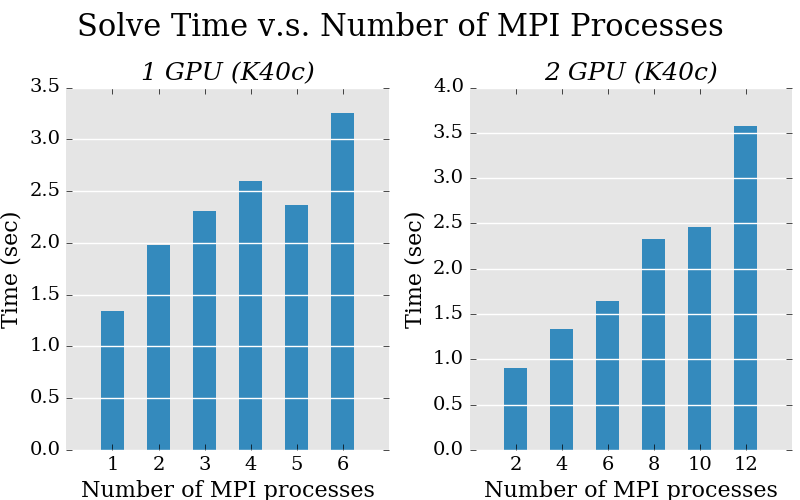 Solve Time v.s. Number of MPI Processes
1 GPU (K40c)
3.5
3.0
2.5
2.0
1.5
1.0
0.5
0.0
Time (sec)
1 2 3 4 5 6
Number of MPI processes
2 GPU (K40c)
4.0
3.5
3.0
2.5
2.0
1.5
1.0
0.5
0.0
Time (sec)
2 4 6 8 10 12
Number of MPI processes